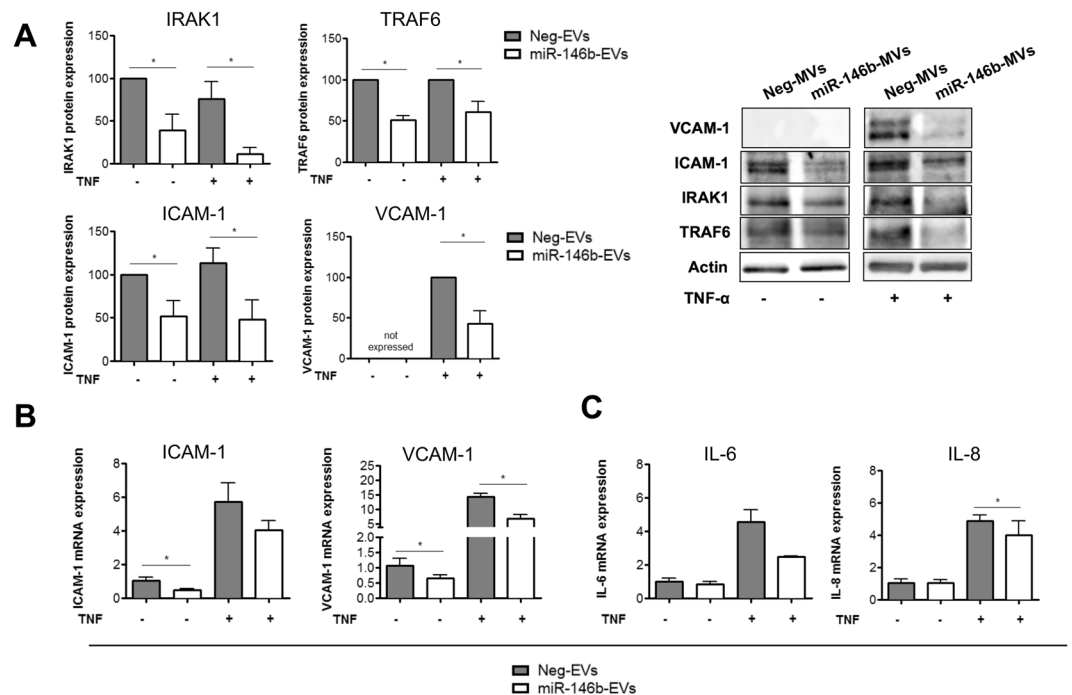 A
IRAK1
IRAK1 protein expression
150
100
50
0
TNF
- - + +
*
*
TRAF6
TRAF6 protein expression
150
100
50
0
- - + +
*
*
Neg-EVs
miR-146b-EVs
ICAM-1
ICAM-1 protein expression
150
100
50
0
TNF
- - + +
*
*
VCAM-1
VCAM-1 protein expression
150
100
50
0
TNF
not
expressed
+ +
- -
*
Neg-EVs
miR-146b-EVs
Neg-MVs miR-146b-MVs Neg-MVs miR-146b-MVs
VCAM-1
ICAM-1
IRAK1
TRAF6
Actin
TNF-α - - + +
B
ICAM-1
ICAM-1 mRNA expression
8
6
4
2
0
TNF - - + +
*
VCAM-1
VCAM-1 mRNA expression
25
20
15
10
5
1.5
1.0
0.5
0.0
TNF - - + +
*
*
C
IL-6
IL-6 mRNA expression
8
6
4
2
0
TNF - - + +
IL-8
IL-8 mRNA expression
8
6
4
2
0
TNF - - + +
*
Neg-EVs
miR-146b-EVs